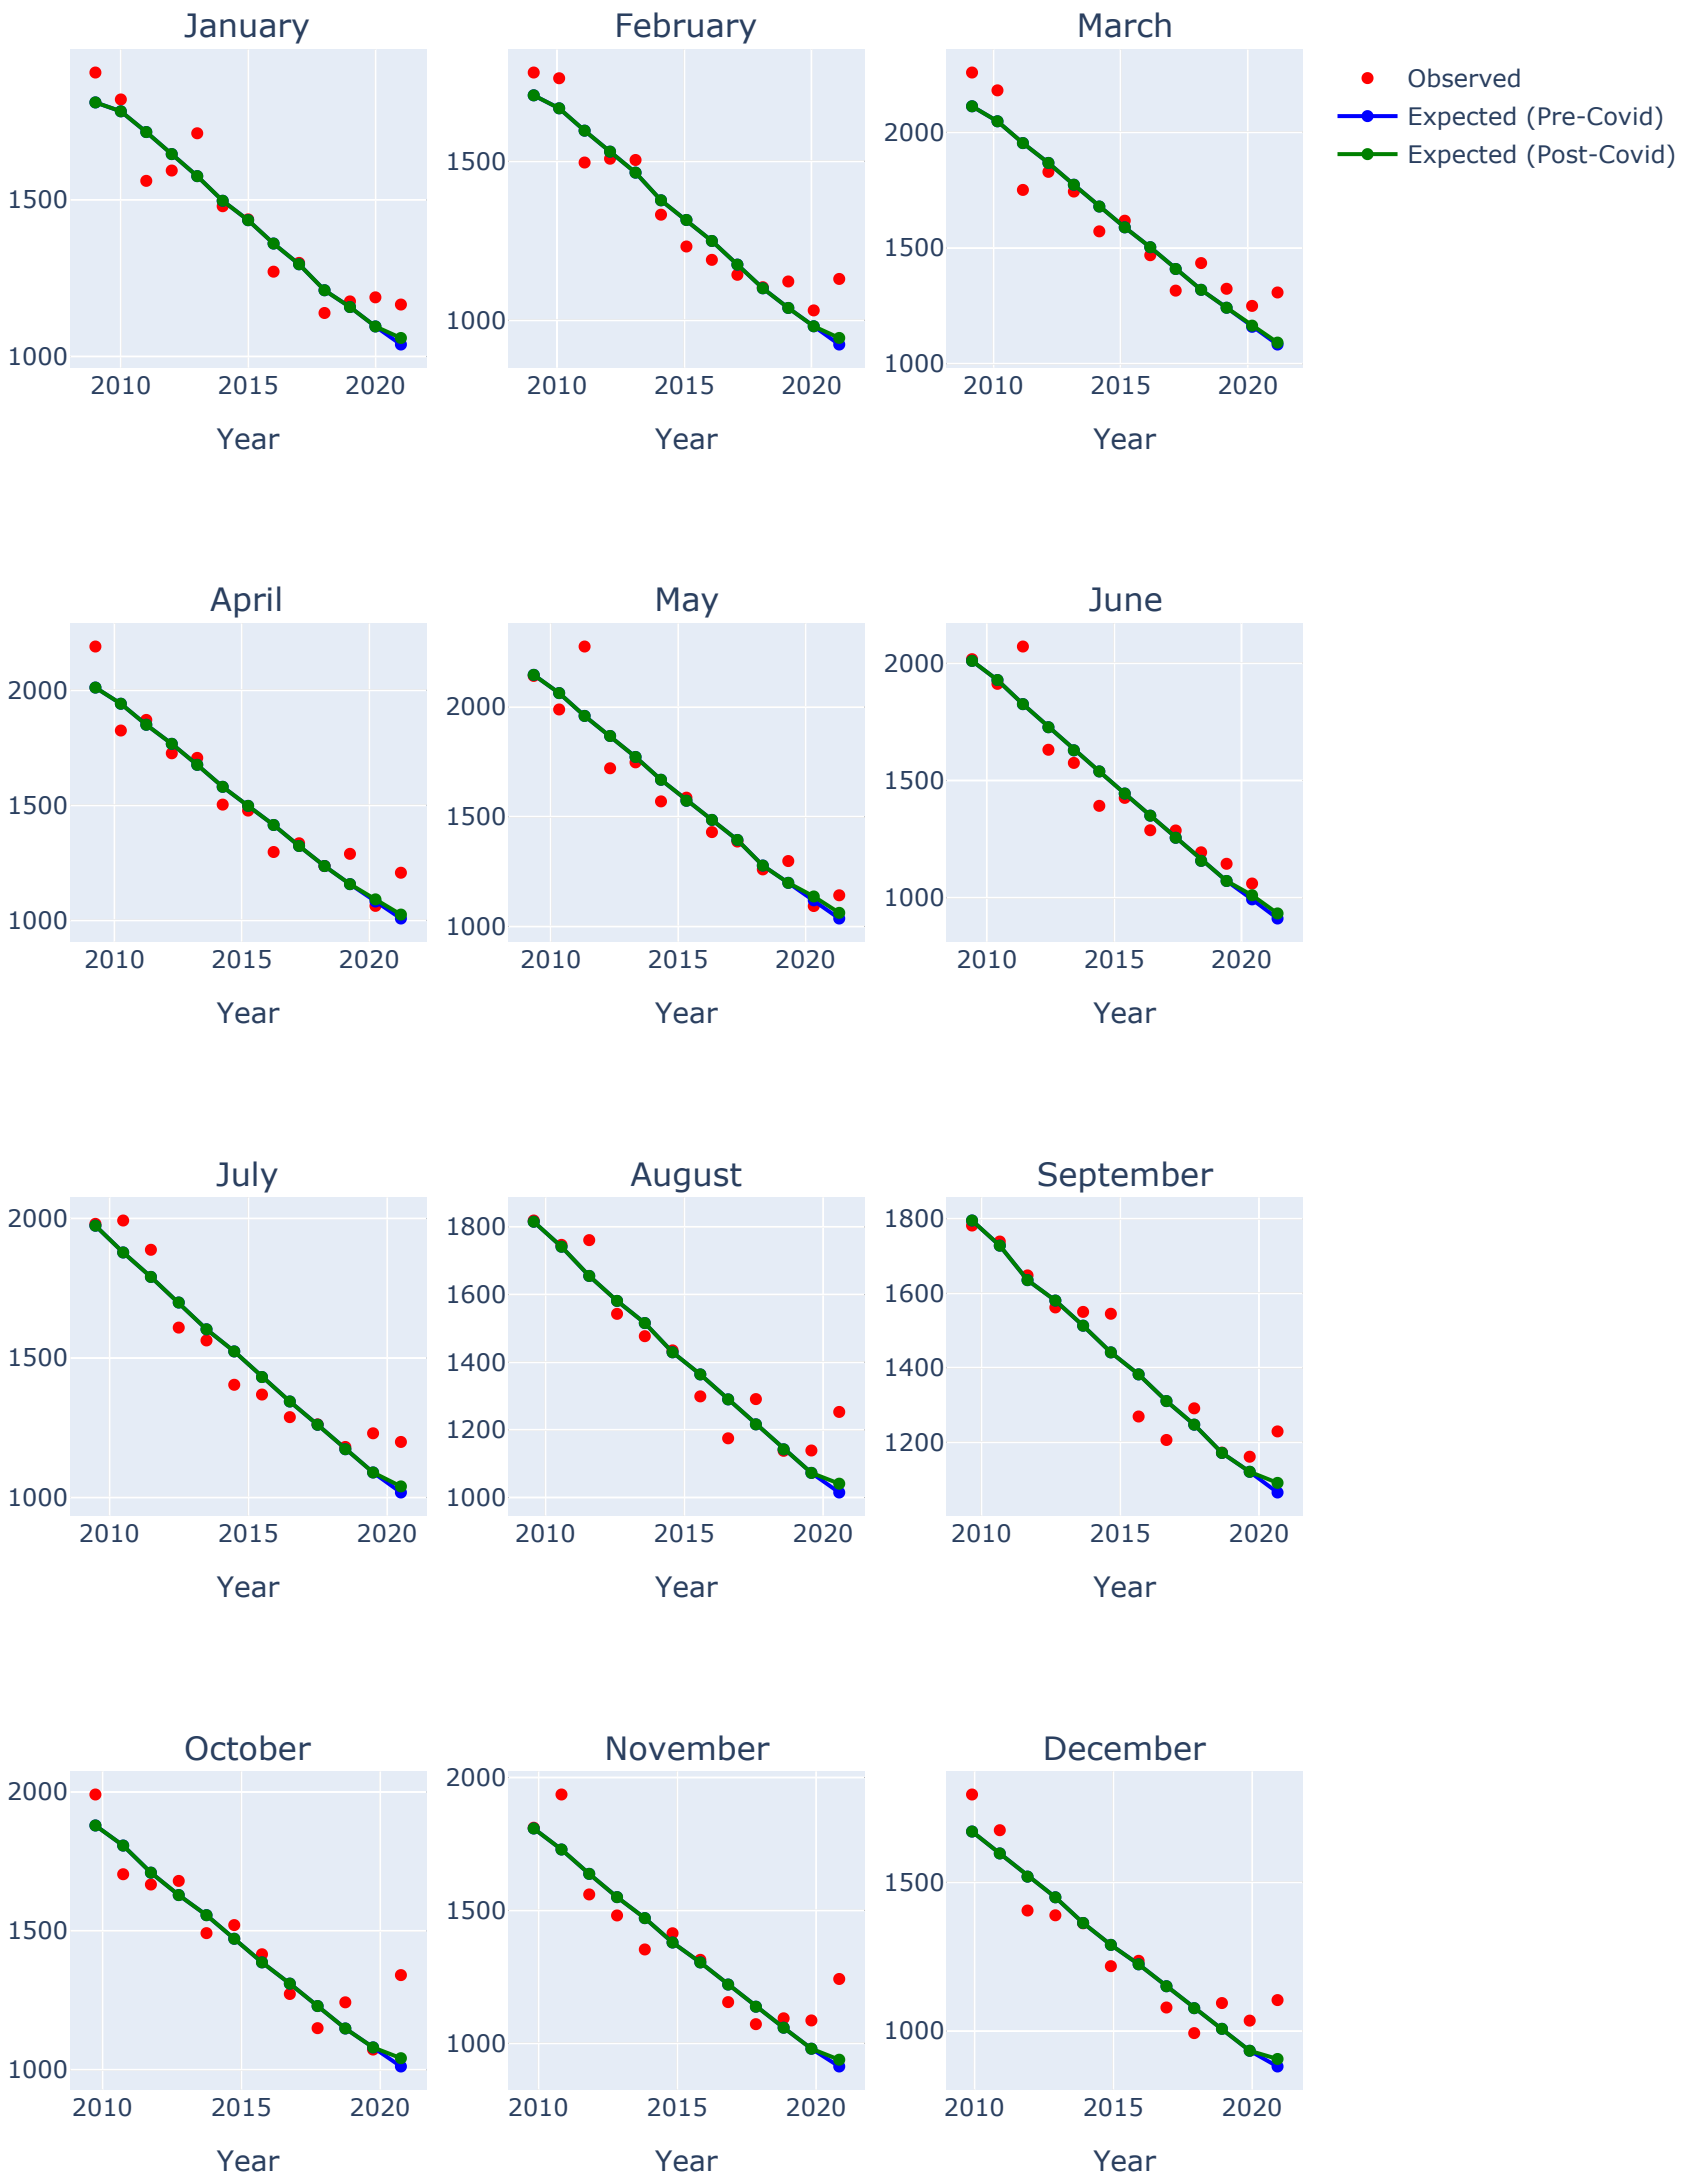 January
February
March
Observed
Expected (Pre-Covid)
Expected (Post-Covid)
1500
1000
2010
2015
2020
Year
1500
1000
2010
2015
2020
Year
2000
1500
1000
2010
2015
2020
Year
April
May
June
2000
1500
1000
2010
2015
2020
Year
2000
1500
1000
2010
2015
2020
Year
2000
1500
1000
2010
2015
2020
Year
July
August
September
2000
1500
1000
2010
2015
2020
Year
1800
1600
1400
1200
1000
2010
2015
2020
Year
1800
1600
1400
1200
2010
2015
2020
Year
October
November
December
2000
1500
1000
2010
2015
2020
Year
2000
1500
1000
2010
2015
2020
Year
1500
1000
2010
2015
2020
Year